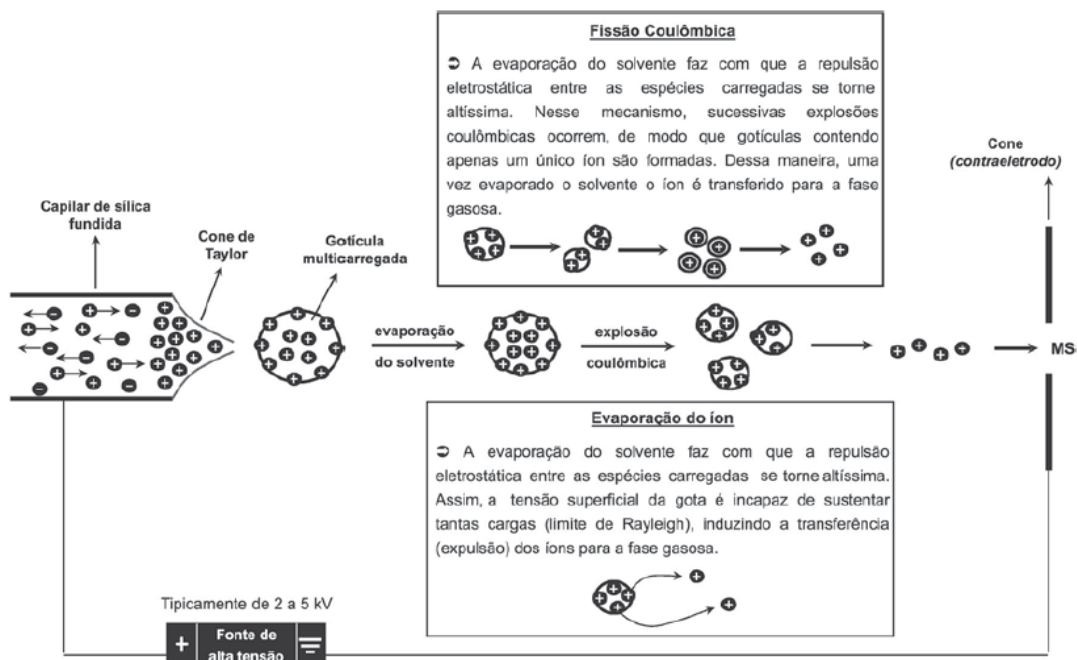 Fissão Coulômbica
➲ A evaporação do solvente faz com que a repulsão
eletrostática entre as espécies carregadas se torne
altíssima. Nesse mecanismo, sucessivas explosões
coulômbicas ocorrem, de modo que gotículas contendo
apenas um único íon são formadas. Dessa maneira, uma
vez evaporado o solvente o íon é transferido para a fase
gasosa.
Cone
(contraeletrodo)
Capilar de sílica
fundida
Cone de
Taylor
Gotícula
multicarregada
evaporação
do solvente
explosão
coulômbica
MS
Evaporação do íon
➲ A evaporação do solvente faz com que a repulsão
eletrostática entre as espécies carregadas se torne altíssima.
Assim, a tensão superficial da gota é incapaz de sustentar
tantas cargas (limite de Rayleigh), induzindo a transferência
(expulsão) dos íons para a fase gasosa.
Tipicamente de 2 a 5 kV
+
Fonte de
alta tensão